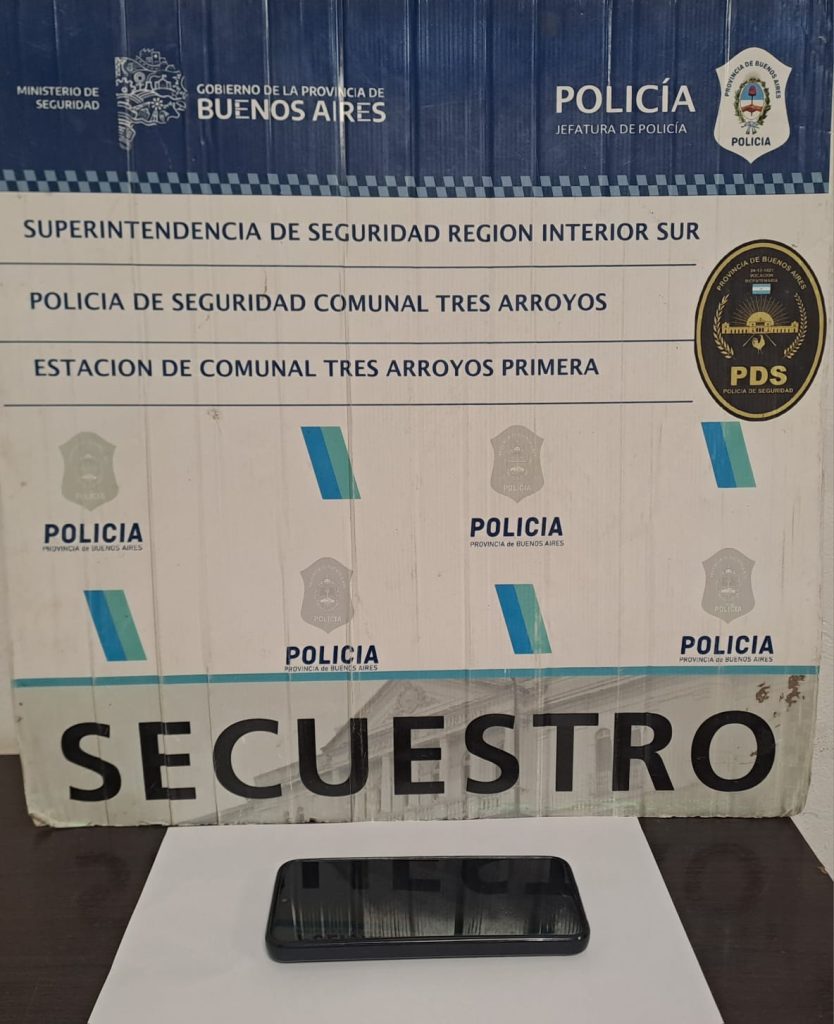 MINISTERIO DE
SEGURIDAD
GOBIERNO DE LA PROVINCIA DE
BUENOS AIRES
POLICÍA
JEFATURA DE POLICÍA
PROVINCIA DE BUENOS AIRES
POLICIA
SUPERINTENDENCIA DE SEGURIDAD REGION INTERIOR SUR
POLICIA DE SEGURIDAD COMUNAL TRES ARROYOS
ESTACION DE COMUNAL TRES ARROYOS PRIMERA
PROVINCIA DE BUENOS AIRES
PDS
POLICIA DE SEGURIDAD
POLICIA
PROVINCIA de BUENOS AIRES
POLICIA
POLICIA
PROVINCIA de BUENOS AIRES
POLICIA
POLICIA
PROVINCIA de BUENOS AIRES
POLICIA
POLICIA
PROVINCIA de BUENOS AIRES
SECUESTRO